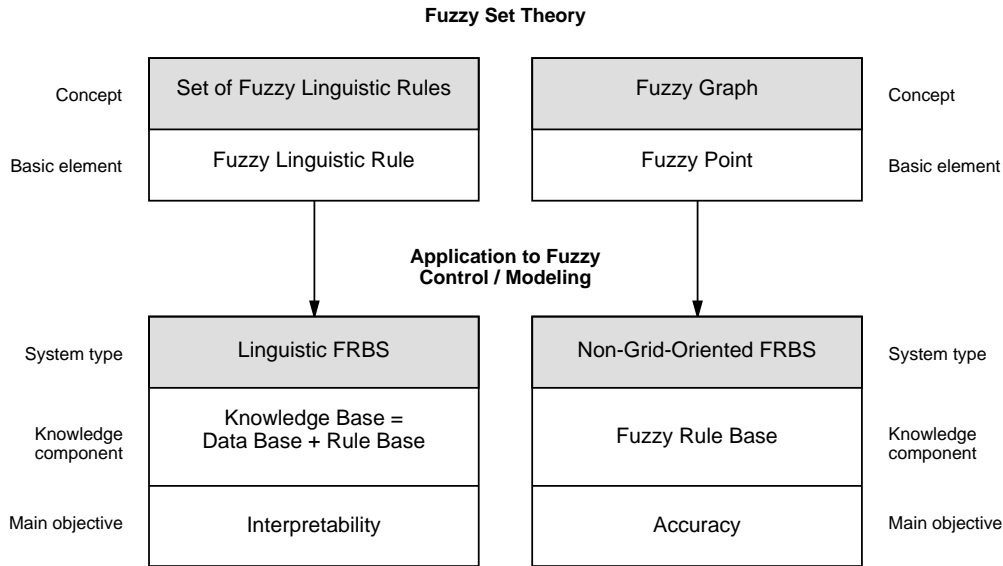 Fuzzy Set Theory
Concept
Set of Fuzzy Linguistic Rules
Fuzzy Graph
Concept
Basic element
Fuzzy Linguistic Rule
Fuzzy Point
Basic element
Application to Fuzzy
Control / Modeling
System type
Linguistic FRBS
Non-Grid-Oriented FRBS
System type
Knowledge
component
Knowledge Base =
Data Base + Rule Base
Fuzzy Rule Base
Knowledge
component
Main objective
Interpretability
Accuracy
Main objective